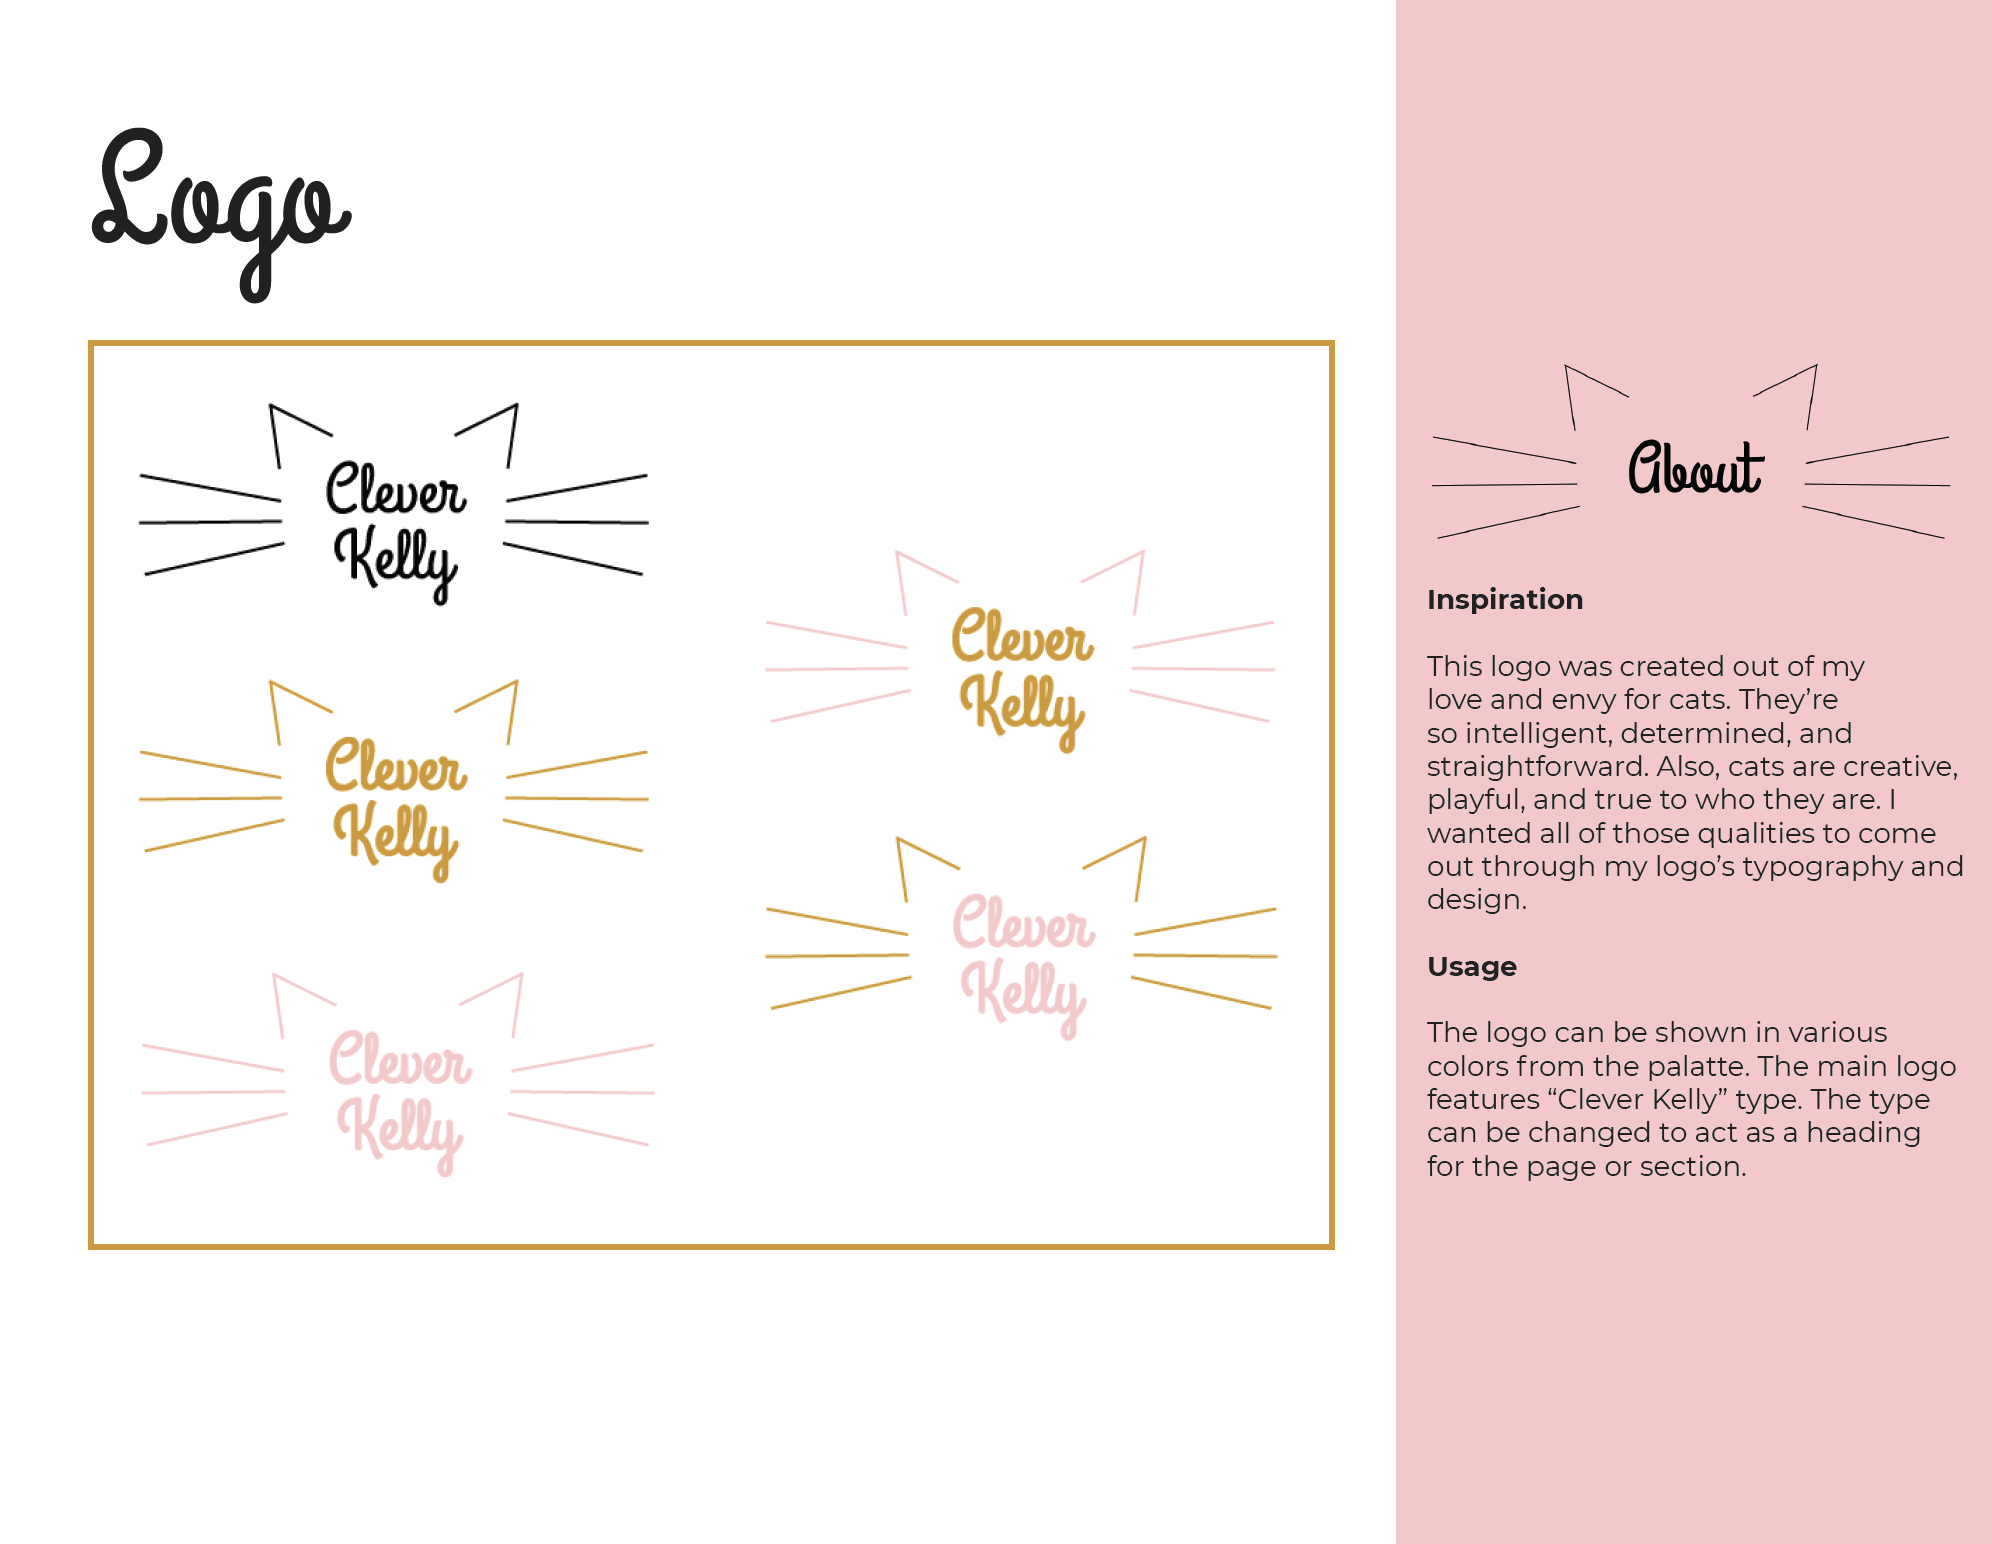 Logo
Clever
Kelly
Clever
Kelly
Clever
Kelly
Clever
Kelly
Clever
Kelly
About
Inspiration
This logo was created out of my
love and envy for cats. They’re
so intelligent, determined, and
straightforward. Also, cats are creative,
playful, and true to who they are. I
wanted all of those qualities to come
out through my logo’s typography and
design.
Usage
The logo can be shown in various
colors from the palatte. The main logo
features “Clever Kelly” type. The type
can be changed to act as a heading
for the page or section.